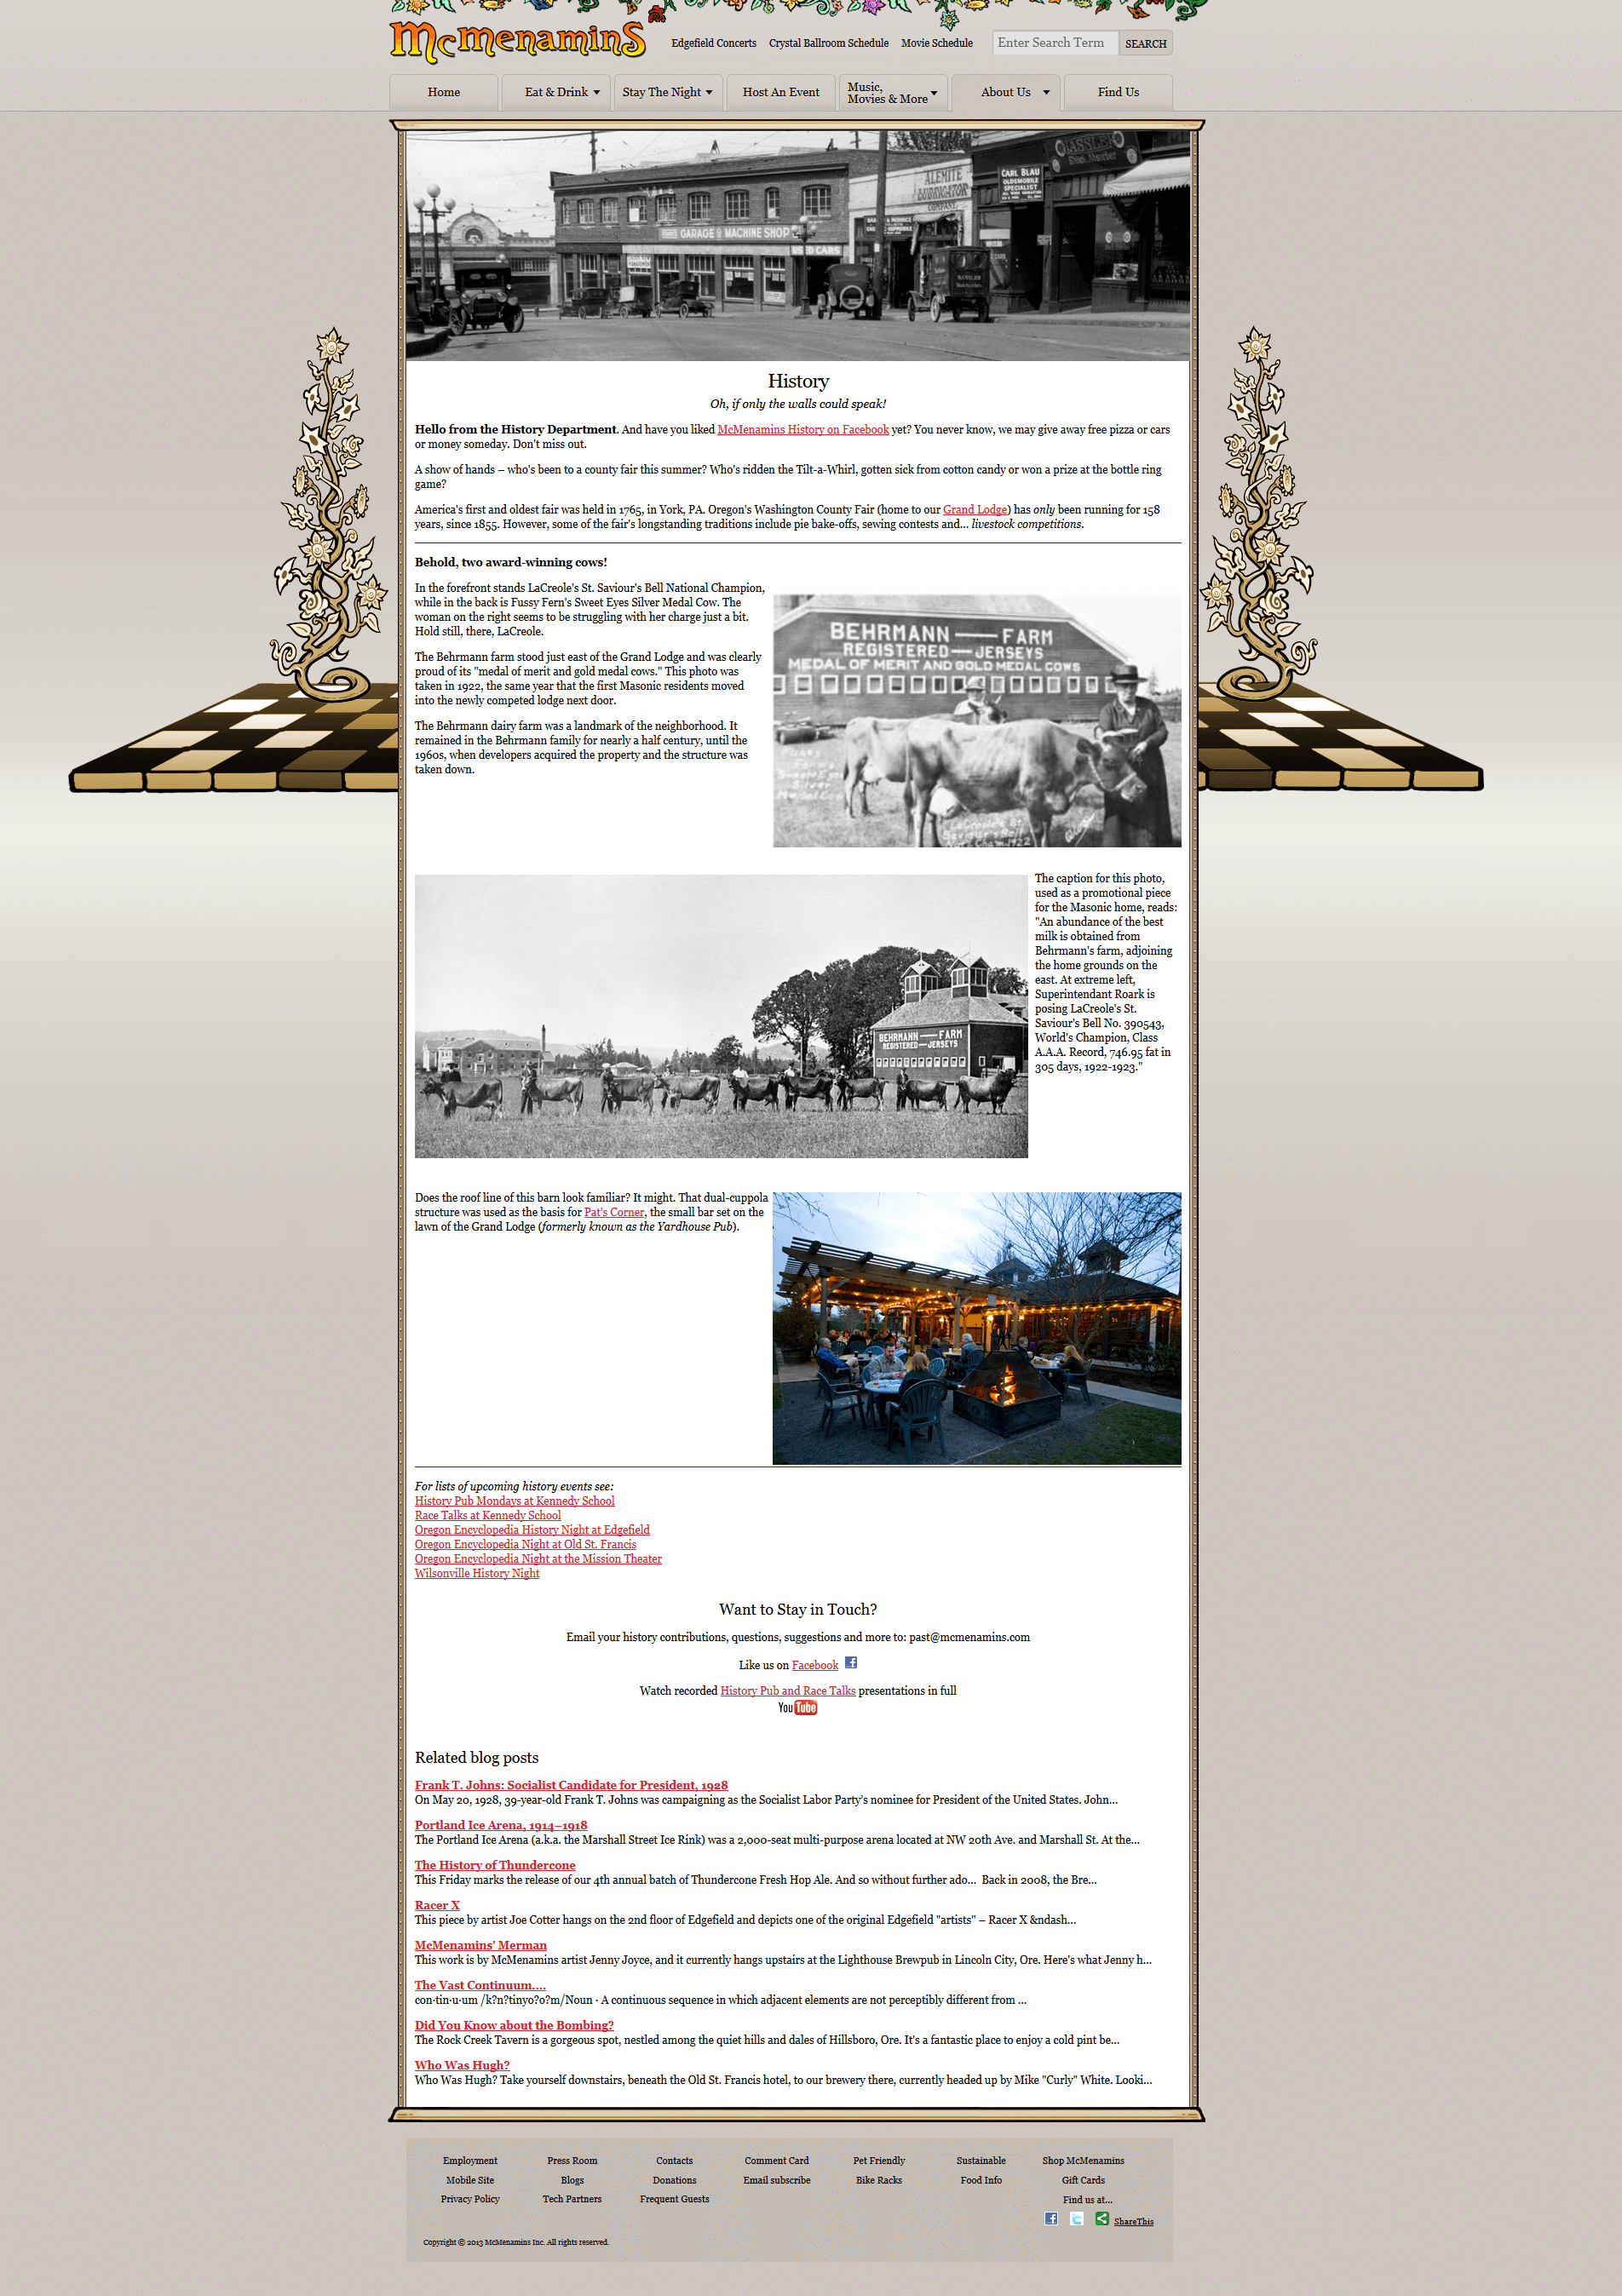 McMenaminS
Edgefield Concerts Crystal Ballroom Schedule Movie Schedule Enter Search Term SEARCH
Home Eat & Drink Stay The Night Host An Event Music, Movies & More About Us Find Us
GARAGE MACHINE SHOP
USED CARS
ALEMITE
LUBRICATOR
COMPANY
CARL BLAU
OLDSMOBILE
SPECIALIST
HASSLER
Shock Absorber
History
Oh, if only the walls could speak!
Hello from the History Department. And have you liked McMenamins History on Facebook yet? You never know, we may give away free pizza or cars
or money someday. Don't miss out.
A show of hands – who's been to a county fair this summer? Who's ridden the Tilt-a-Whirl, gotten sick from cotton candy or won a prize at the bottle ring
game?
America's first and oldest fair was held in 1765, in York, PA. Oregon's Washington County Fair (home to our Grand Lodge) has only been running for 158
years, since 1855. However, some of the fair's longstanding traditions include pie bake-offs, sewing contests and... livestock competitions.
Behold, two award-winning cows!
In the forefront stands LaCreole's St. Saviour's Bell National Champion,
while in the back is Fussy Fern's Sweet Eyes Silver Medal Cow. The
woman on the right seems to be struggling with her charge just a bit.
Hold still, there, LaCreole.
The Behrmann farm stood just east of the Grand Lodge and was clearly
proud of its "medal of merit and gold medal cows." This photo was
taken in 1922, the same year that the first Masonic residents moved
into the newly competed lodge next door.
The Behrmann dairy farm was a landmark of the neighborhood. It
remained in the Behrmann family for nearly a half century, until the
1960s, when developers acquired the property and the structure was
taken down.
BEHRMANN — FARM
REGISTERED — JERSEYS
MEDAL OF MERIT AND GOLD MEDAL COWS
LaCreole's St.
Saviour's Bell
Nat'l Cham. 1922
The caption for this photo,
used as a promotional piece
for the Masonic home, reads:
"An abundance of the best
milk is obtained from
Behrmann's farm, adjoining
the home grounds on the
east. At extreme left,
Superintendant Roark is
posing LaCreole's St.
Saviour's Bell No. 390543,
World's Champion, Class
A.A.A. Record, 746.95 fat in
305 days, 1922-1923."
BEHRMANN — FARM
REGISTERED — JERSEYS
Does the roof line of this barn look familiar? It might. That dual-cuppola
structure was used as the basis for Pat's Corner, the small bar set on the
lawn of the Grand Lodge (formerly known as the Yardhouse Pub).
For lists of upcoming history events see:
History Pub Mondays at Kennedy School
Race Talks at Kennedy School
Oregon Encyclopedia History Night at Edgefield
Oregon Encyclopedia Night at Old St. Francis
Oregon Encyclopedia Night at the Mission Theater
Wilsonville History Night
Want to Stay in Touch?
Email your history contributions, questions, suggestions and more to: past@mcmenamins.com
Like us on Facebook
Watch recorded History Pub and Race Talks presentations in full
YouTube
Related blog posts
Frank T. Johns: Socialist Candidate for President, 1928
On May 20, 1928, 39-year-old Frank T. Johns was campaigning as the Socialist Labor Party's nominee for President of the United States. John...
Portland Ice Arena, 1914–1918
The Portland Ice Arena (a.k.a. the Marshall Street Ice Rink) was a 2,000-seat multi-purpose arena located at NW 20th Ave. and Marshall St. At the...
The History of Thundercone
This Friday marks the release of our 4th annual batch of Thundercone Fresh Hop Ale. And so without further ado... Back in 2008, the Bre...
Racer X
This piece by artist Joe Cotter hangs on the 2nd floor of Edgefield and depicts one of the original Edgefield "artists" – Racer X &ndash...
McMenamins' Merman
This work is by McMenamins artist Jenny Joyce, and it currently hangs upstairs at the Lighthouse Brewpub in Lincoln City, Ore. Here's what Jenny h...
The Vast Continuum....
con·tin·u·um /k?n?tinyo?o?m/Noun · A continuous sequence in which adjacent elements are not perceptibly different from ...
Did You Know about the Bombing?
The Rock Creek Tavern is a gorgeous spot, nestled among the quiet hills and dales of Hillsboro, Ore. It's a fantastic place to enjoy a cold pint be...
Who Was Hugh?
Who Was Hugh? Take yourself downstairs, beneath the Old St. Francis hotel, to our brewery there, currently headed up by Mike "Curly" White. Looki...
Employment Press Room Contacts Comment Card Pet Friendly Sustainable Shop McMenamins
Mobile Site Blogs Donations Email subscribe Bike Racks Food Info Gift Cards
Privacy Policy Tech Partners Frequent Guests Find us at...
ShareThis
Copyright © 2013 McMenamins Inc. All rights reserved.